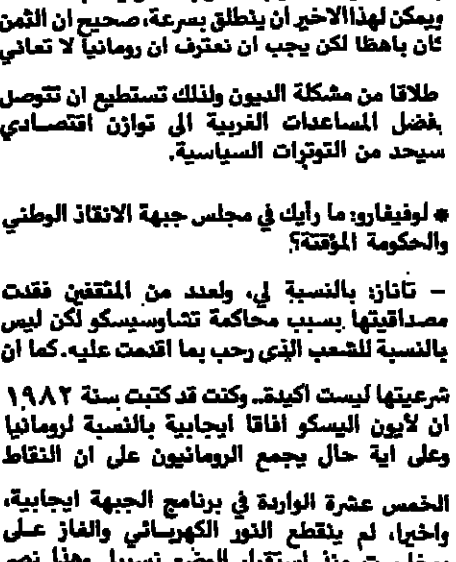 ويمكن لهذا الاخير ان ينطلق بسرعة، صحيح ان الثمن
كان باهظا لكن يجب ان نعترف ان رومانيا لا تعاني
طلاقا من مشكلة الديون ولذلك تستطيع ان تتوصل
بفضل المساعدات الغربية الى توازن اقتصادي
سيحد من التوترات السياسية.
* لوفيغارو: ما رأيك في مجلس جبهة الانقاذ الوطني
والحكومة المؤقتة؟
– تاناز: بالنسبة لي، ولعدد من المثقفين فقدت
مصداقيتها بسبب محاكمة تشاوسيسكو لكن ليس
بالنسبة للشعب الذي رحب بما اقدمت عليه. كما ان
شرعيتها ليست اكيدة.. وكنت قد كتبت سنة ١٩٨٢
ان لأيون اليسكو افاقا ايجابية بالنسبة لرومانيا
وعلى اية حال يجمع الرومانيون على ان النقاط
الخمس عشرة الواردة في برنامج الجبهة ايجابية،
واخيرا، لم ينقطع النور الكهربائي والغاز على
استقرار الوضع نسبيا وهذا